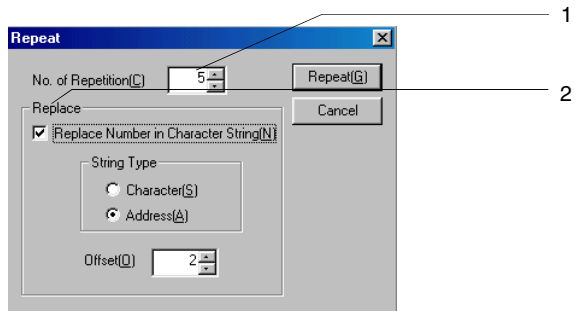 1
Repeat
No. of Repetition(C) 5 Repeat(G)
2
Replace Cancel
Replace Number in Character String(N)
String Type
Character(S)
Address(A)
Offset(O) 2